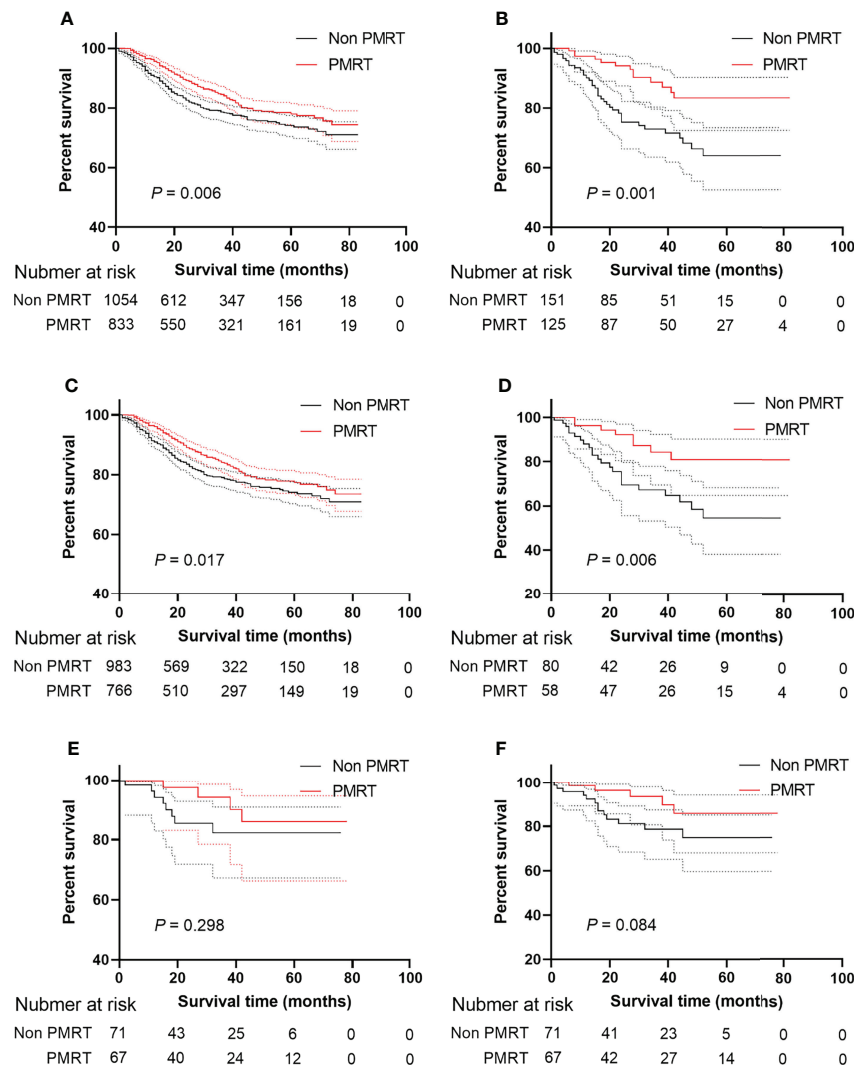 A
B
100
80
60
40
Percent survival
Non PMRT
PMRT
P = 0.006
0 20 40 60 80 100
Survival time (months)
Nubmer at risk
Non PMRT 1054 612 347 156 18 0
PMRT 833 550 321 161 19 0
100
80
60
40
Percent survival
Non PMRT
PMRT
P = 0.001
0 20 40 60 80 100
Survival time (months)
Nubmer at risk
Non PMRT 151 85 51 15 0 0
PMRT 125 87 50 27 4 0
C
D
100
80
60
40
Percent survival
Non PMRT
PMRT
P = 0.017
0 20 40 60 80 100
Survival time (months)
Nubmer at risk
Non PMRT 983 569 322 150 18 0
PMRT 766 510 297 149 19 0
100
80
60
40
20
Percent survival
Non PMRT
PMRT
P = 0.006
0 20 40 60 80 100
Survival time (months)
Nubmer at risk
Non PMRT 80 42 26 9 0 0
PMRT 58 47 26 15 4 0
E
F
100
80
60
40
Percent survival
Non PMRT
PMRT
P = 0.298
0 20 40 60 80 100
Survival time (months)
Nubmer at risk
Non PMRT 71 43 25 6 0 0
PMRT 67 40 24 12 0 0
100
80
60
40
20
Percent survival
Non PMRT
PMRT
P = 0.084
0 20 40 60 80 100
Survival time (months)
Nubmer at risk
Non PMRT 71 41 23 5 0 0
PMRT 67 42 27 14 0 0